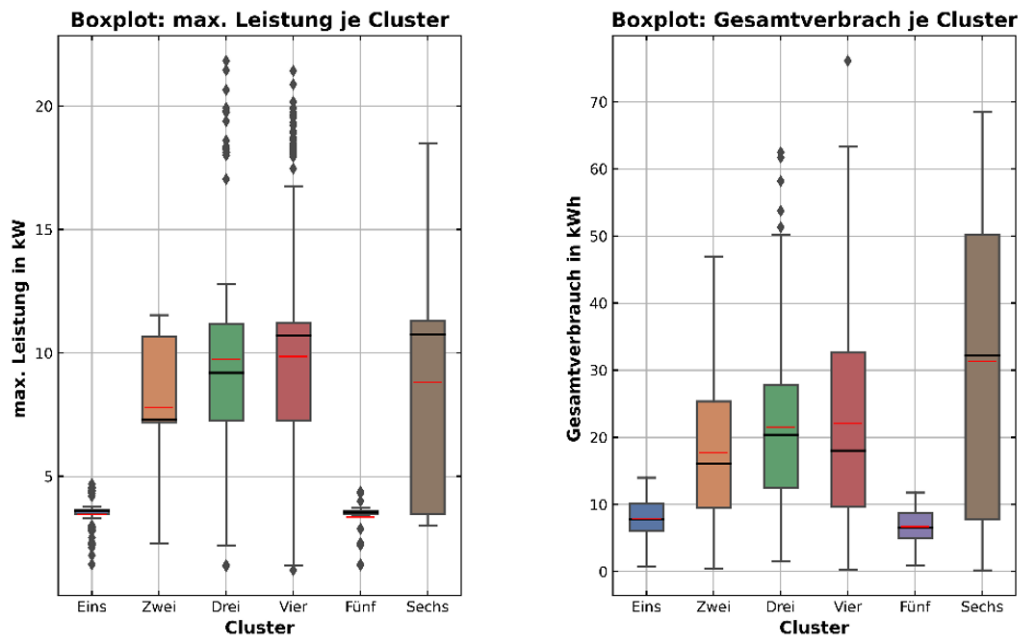 Boxplot: max. Leistung je Cluster
max. Leistung in kW
20
15
10
5
Eins Zwei Drei Vier Fünf Sechs
Cluster
Boxplot: Gesamtverbrach je Cluster
Gesamtverbrauch in kWh
70
60
50
40
30
20
10
0
Eins Zwei Drei Vier Fünf Sechs
Cluster